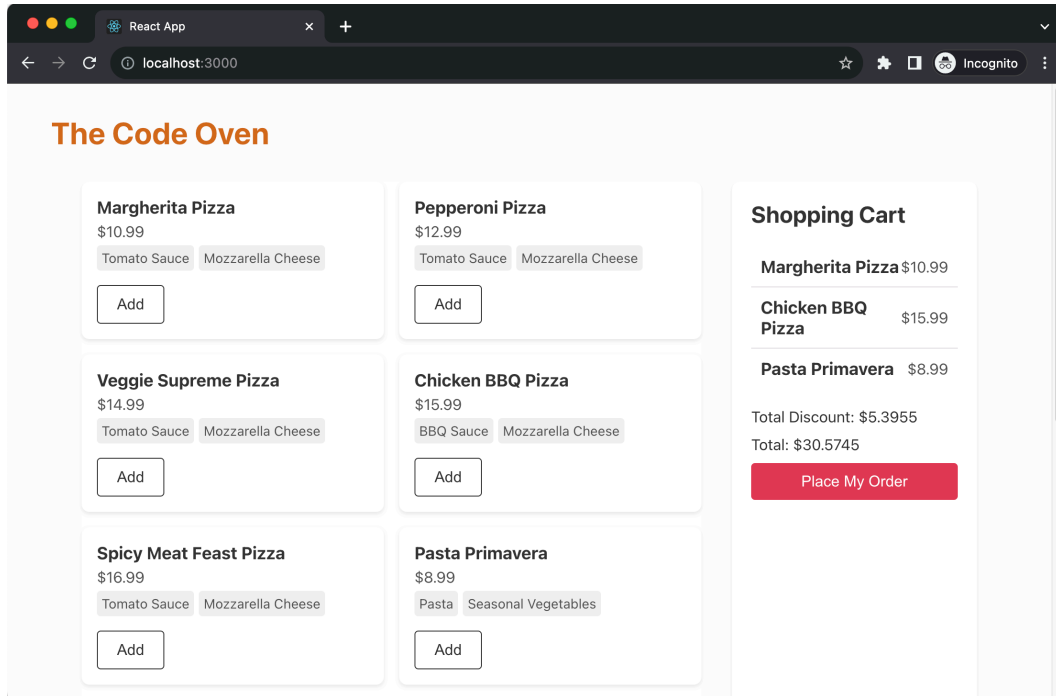 React App
localhost:3000
Incognito
The Code Oven
Margherita Pizza
$10.99
Tomato Sauce Mozzarella Cheese
Add
Pepperoni Pizza
$12.99
Tomato Sauce Mozzarella Cheese
Add
Veggie Supreme Pizza
$14.99
Tomato Sauce Mozzarella Cheese
Add
Chicken BBQ Pizza
$15.99
BBQ Sauce Mozzarella Cheese
Add
Spicy Meat Feast Pizza
$16.99
Tomato Sauce Mozzarella Cheese
Add
Pasta Primavera
$8.99
Pasta Seasonal Vegetables
Add
Shopping Cart
Margherita Pizza $10.99
Chicken BBQ
Pizza
$15.99
Pasta Primavera $8.99
Total Discount: $5.3955
Total: $30.5745
Place My Order